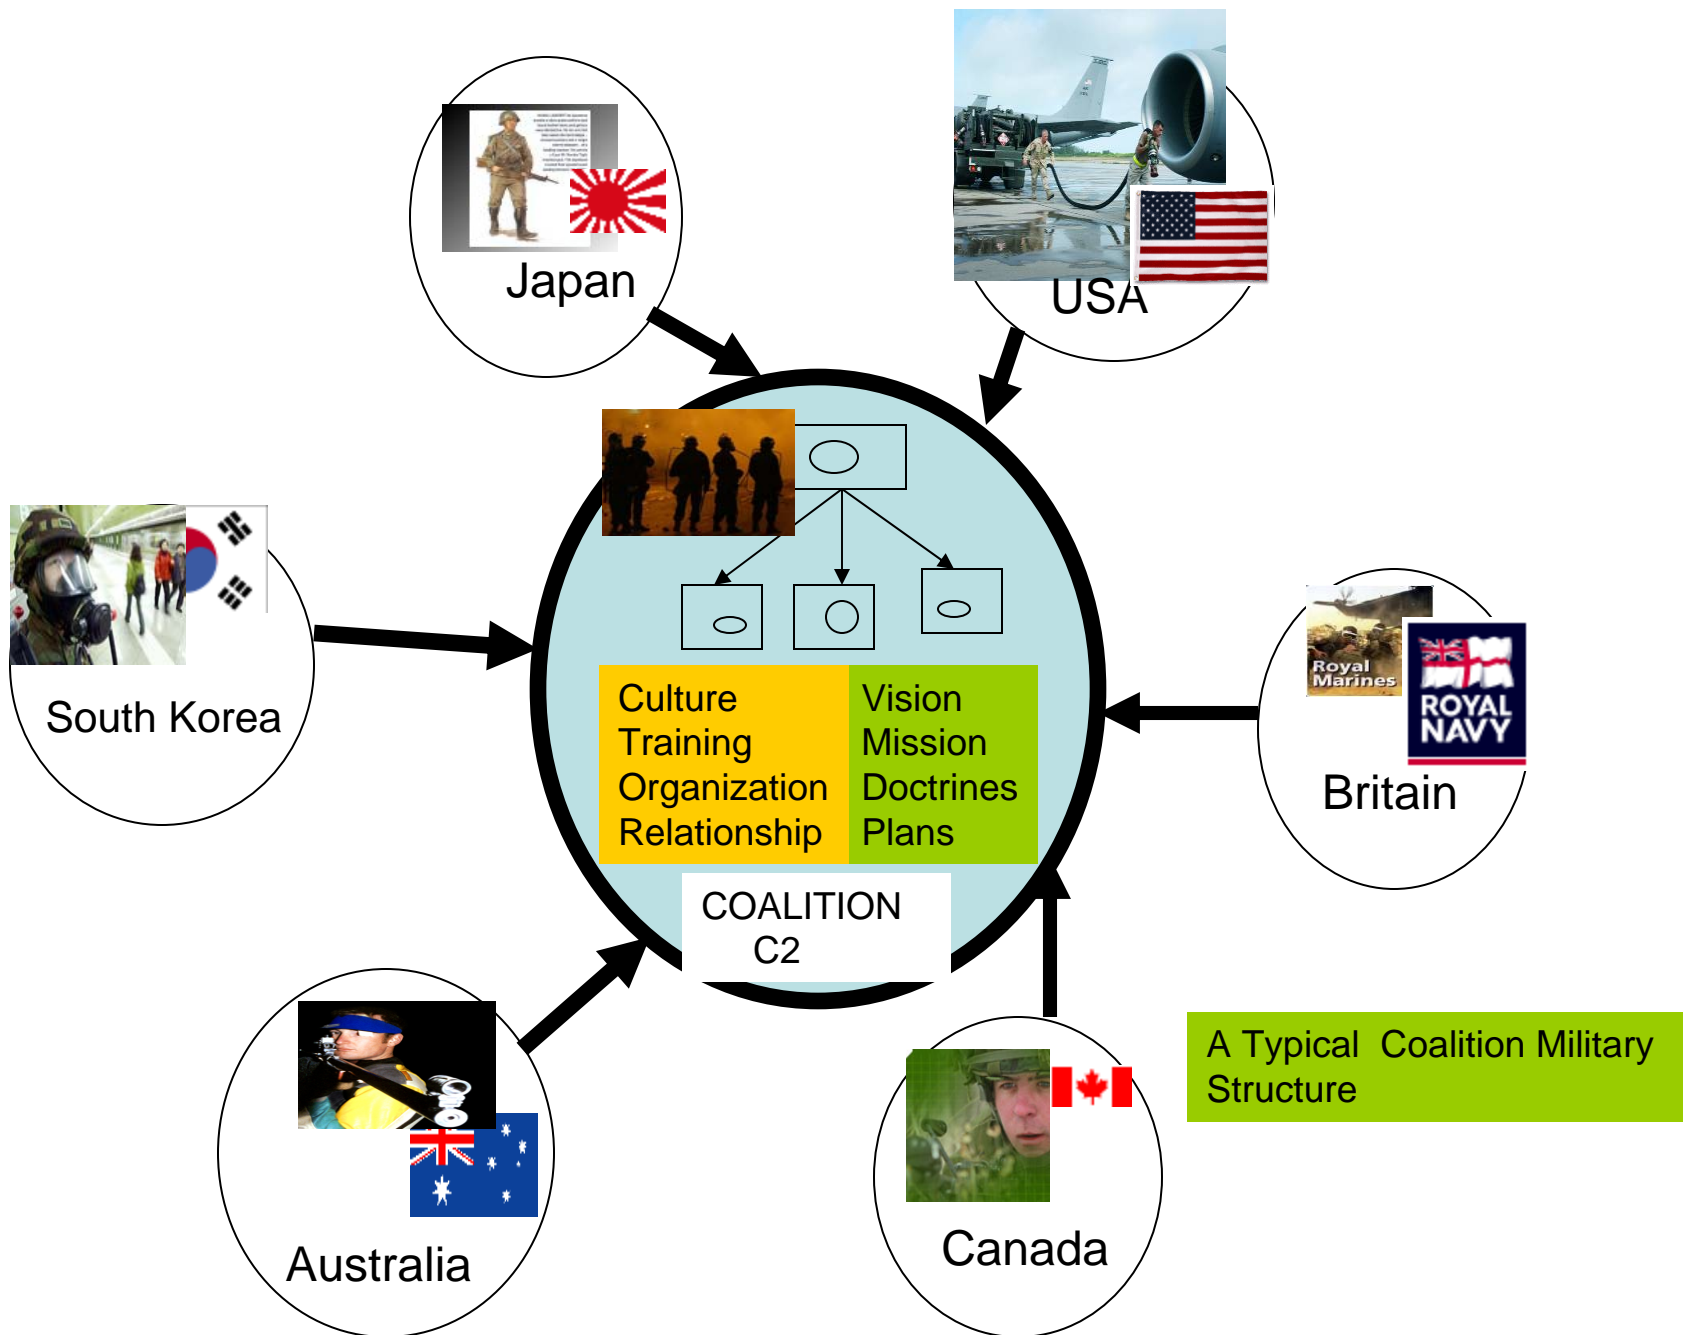 Japan
USA
South Korea
Culture
Training
Organization
Relationship
Vision
Mission
Doctrines
Plans
COALITION
C2
Royal
Marines
ROYAL
NAVY
Britain
Australia
Canada
A Typical Coalition Military
Structure